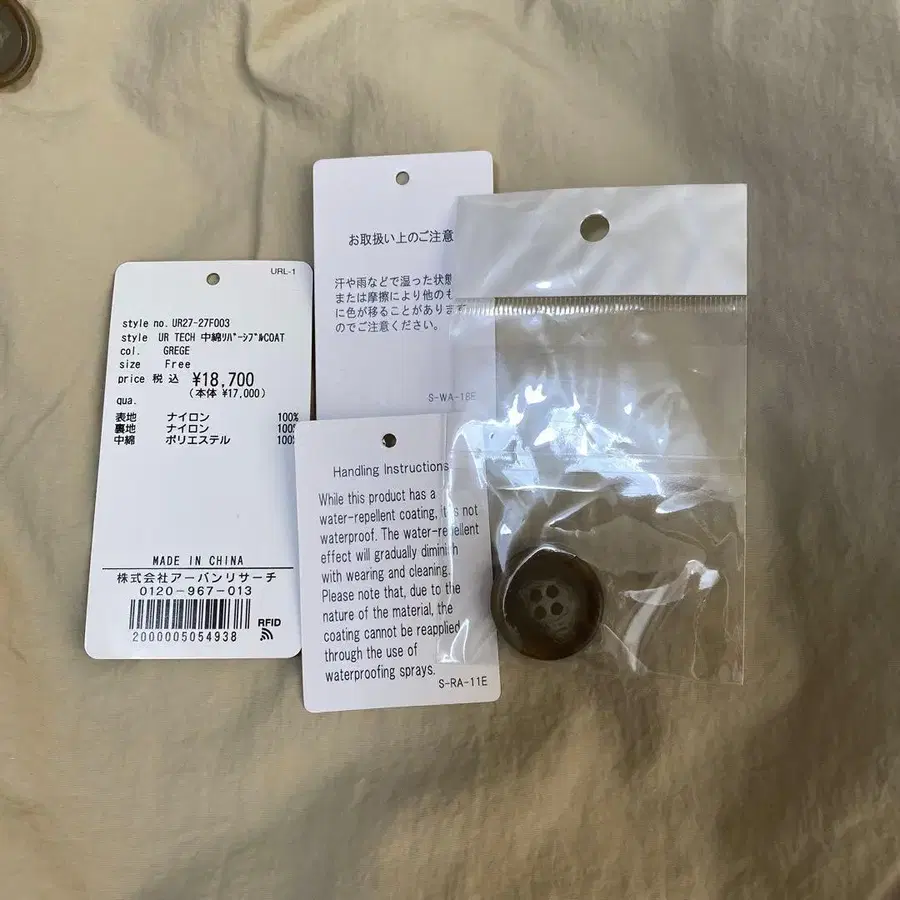 URL-1
style no. UR27-27F003
style UR TECH 中綿ﾘﾊﾞｰｼﾌﾞﾙCOAT
col. GREGE
size Free
price 税込 ¥18,700
(本体 ¥17,000)
qua.
表地 ナイロン 100%
裏地 ナイロン 100%
中綿 ポリエステル 100%
MADE IN CHINA
株式会社アーバンリサーチ
0120-967-013
2000005054938
RFID
お取扱い上のご注意
汗や雨などで湿った状態
または摩擦により他のも
に色が移ることがあります
のでご注意ください。
S-WA-18E
Handling Instructions
While this product has a
water-repellent coating, it is not
waterproof. The water-repellent
effect will gradually diminish
with wearing and cleaning.
Please note that, due to the
nature of the material, the
coating cannot be reapplied
through the use of
waterproofing sprays.
S-RA-11E